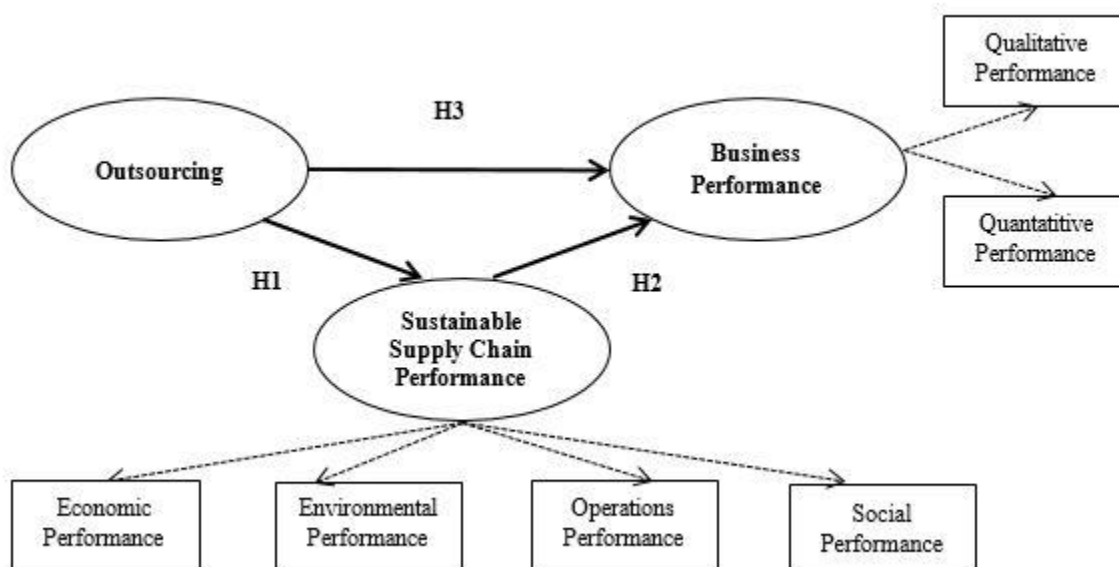 Qualitative
Performance
H3
Outsourcing
Business
Performance
Quantatitive
Performance
H1
H2
Sustainable
Supply Chain
Performance
Economic
Performance
Environmental
Performance
Operations
Performance
Social
Performance